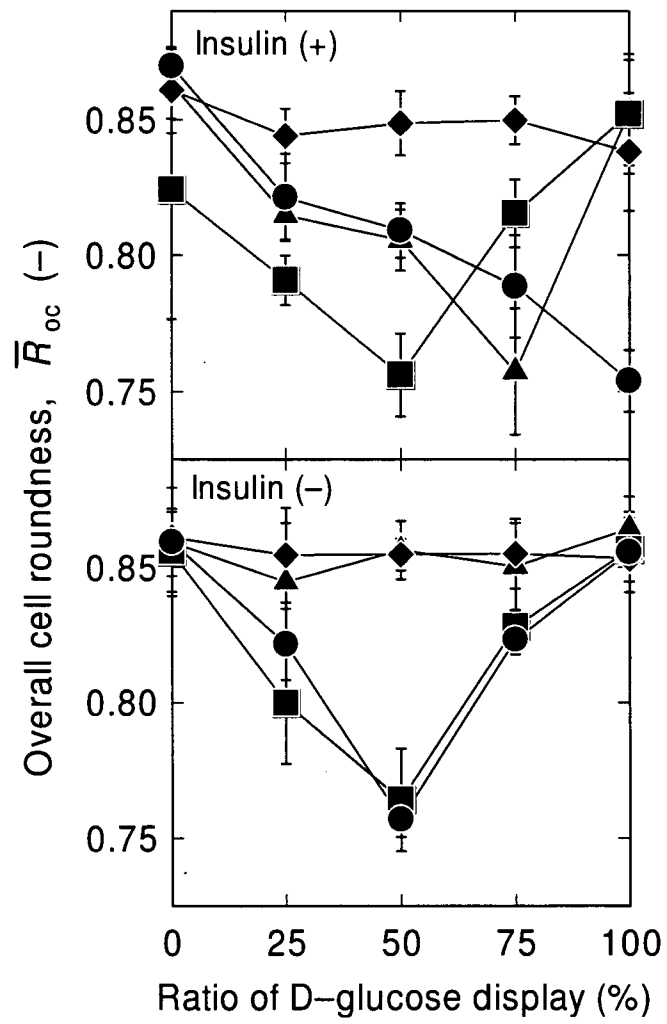 Insulin (+)
0.85
0.80
0.75
Insulin (–)
0.85
0.80
0.75
0 25 50 75 100
Ratio of D–glucose display (%)
Overall cell roundness, R̅oc (–)